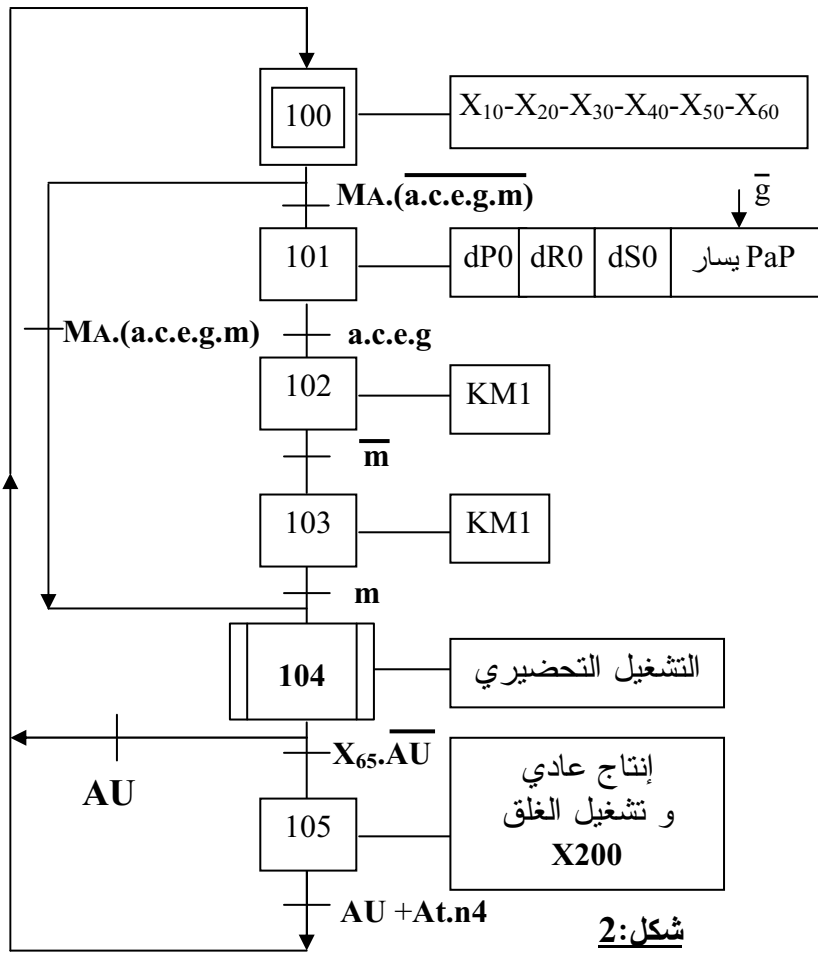 100
X₁₀-X₂₀-X₃₀-X₄₀-X₅₀-X₆₀
MA.(a̅.̅c̅.̅e̅.̅g̅.̅m̅)
g̅
101
dP0
dR0
dS0
PaP يسار
MA.(a.c.e.g.m)
a.c.e.g
102
KM1
m̅
103
KM1
m
104
التشغيل التحضيري
AU
X₆₅.A̅U̅
105
إنتاج عادي
و تشغيل الغلق
X200
AU +At.n4
شكل:2